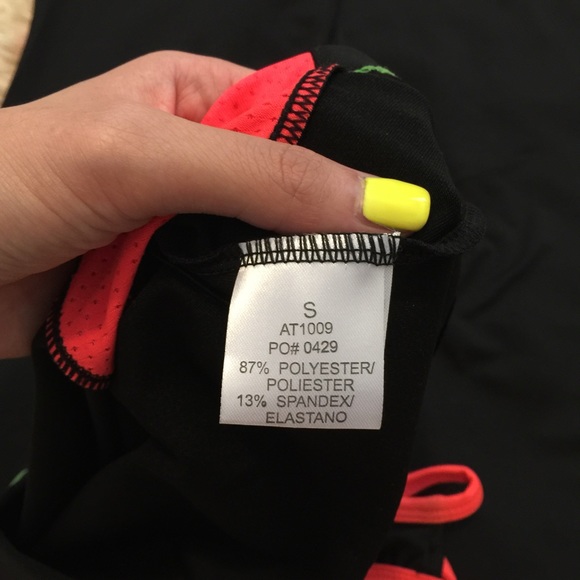 S
AT1009
PO# 0429
87% POLYESTER/
POLIESTER
13% SPANDEX/
ELASTANO